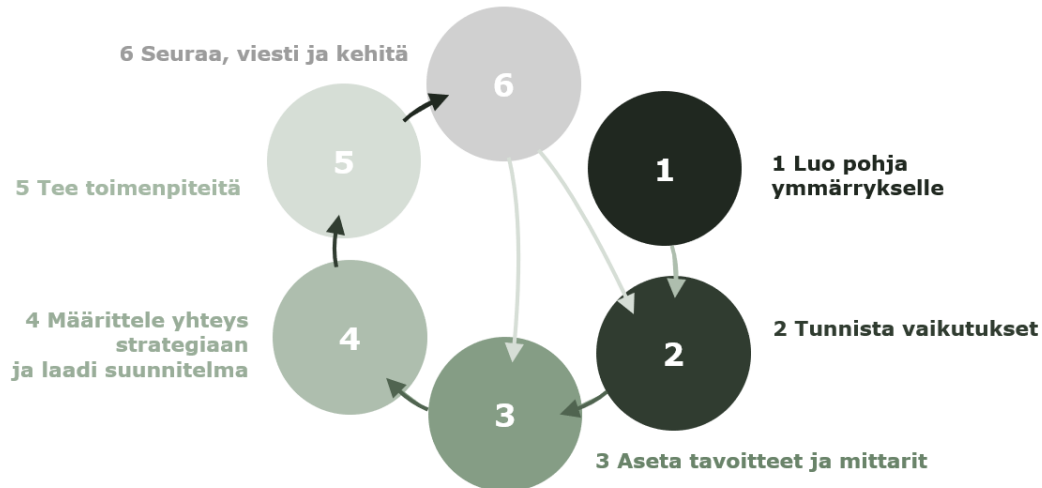 6 Seuraa, viesti ja kehitä
6
5
1
1 Luo pohja
ymmärrykselle
5 Tee toimenpiteitä
4 Määrittele yhteys
strategiaan
ja laadi suunnitelma
4
2
2 Tunnista vaikutukset
3
3 Aseta tavoitteet ja mittarit